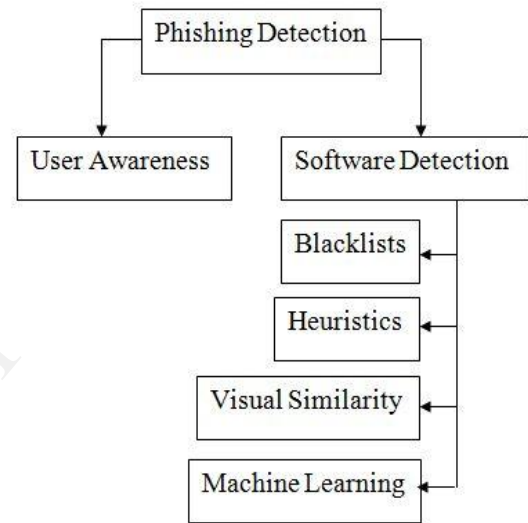 Phishing Detection
User Awareness
Software Detection
Blacklists
Heuristics
Visual Similarity
Machine Learning